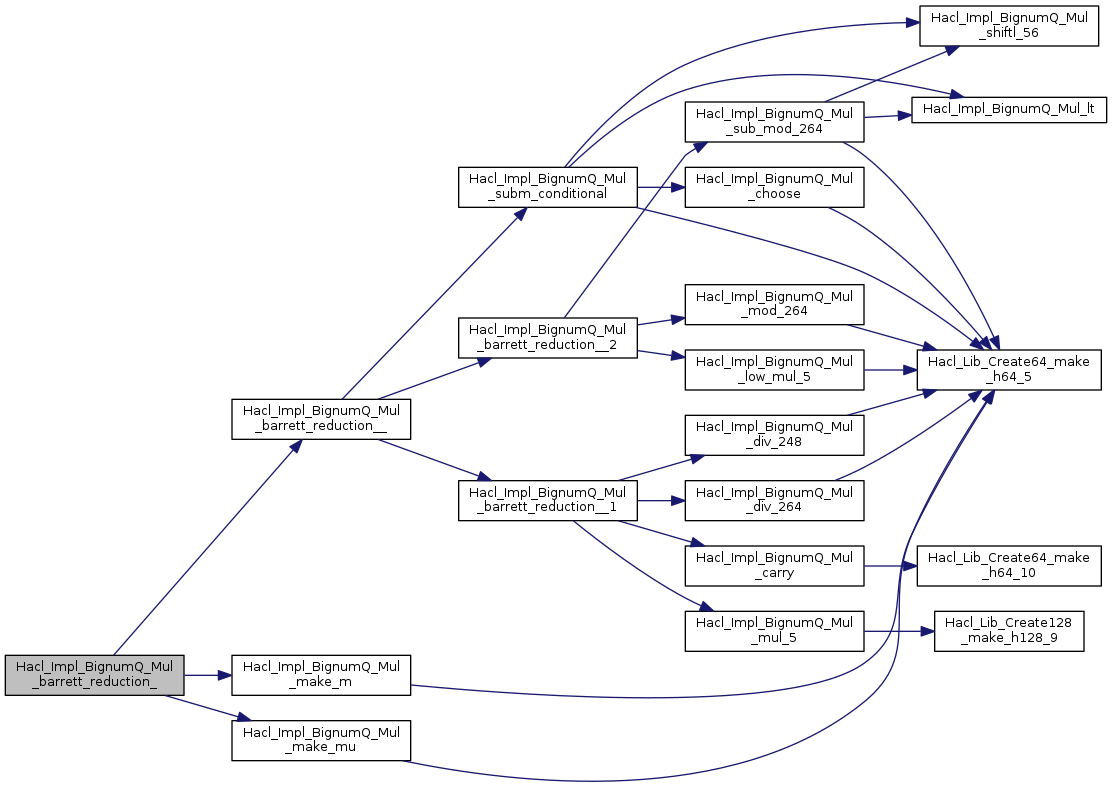 Hacl_Impl_BignumQ_Mul
_shiftl_56
Hacl_Impl_BignumQ_Mul_lt
Hacl_Impl_BignumQ_Mul
_sub_mod_264
Hacl_Impl_BignumQ_Mul
_subm_conditional
Hacl_Impl_BignumQ_Mul
_choose
Hacl_Impl_BignumQ_Mul
_mod_264
Hacl_Impl_BignumQ_Mul
_barrett_reduction__2
Hacl_Impl_BignumQ_Mul
_low_mul_5
Hacl_Lib_Create64_make
_h64_5
Hacl_Impl_BignumQ_Mul
_barrett_reduction__
Hacl_Impl_BignumQ_Mul
_div_248
Hacl_Impl_BignumQ_Mul
_barrett_reduction__1
Hacl_Impl_BignumQ_Mul
_div_264
Hacl_Impl_BignumQ_Mul
_carry
Hacl_Lib_Create64_make
_h64_10
Hacl_Impl_BignumQ_Mul
_mul_5
Hacl_Lib_Create128
_make_h128_9
Hacl_Impl_BignumQ_Mul
_barrett_reduction_
Hacl_Impl_BignumQ_Mul
_make_m
Hacl_Impl_BignumQ_Mul
_make_mu